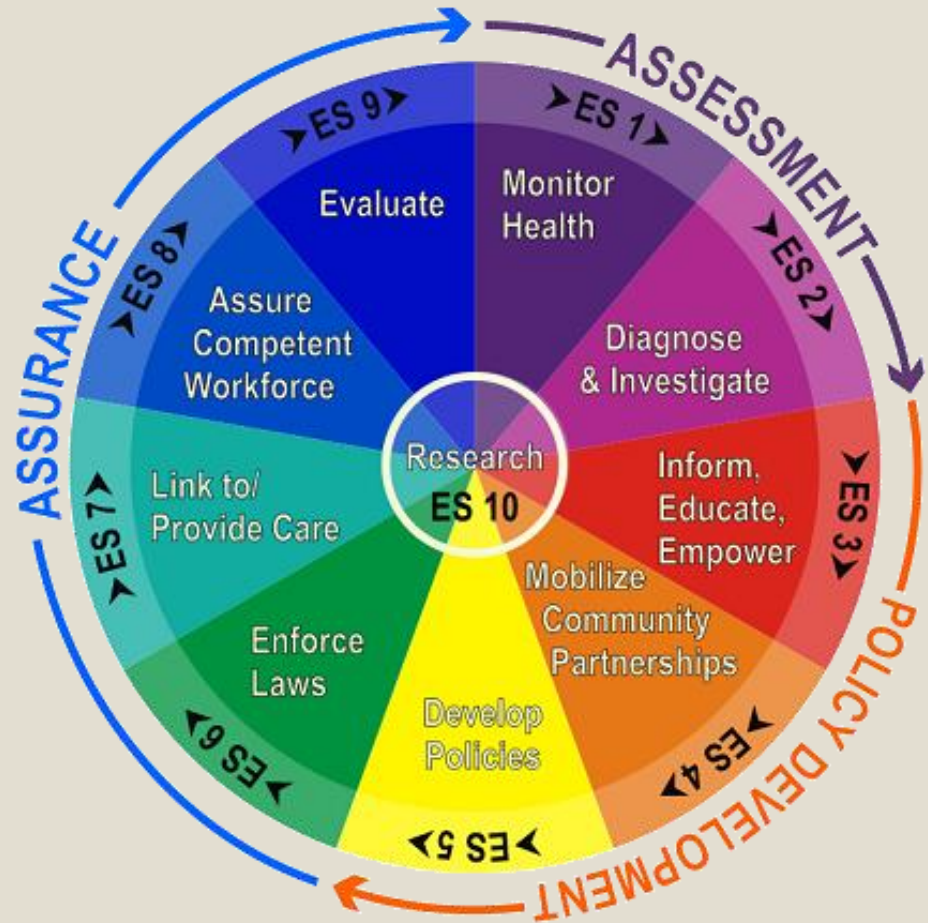 ASSESSMENT
ES 1
Monitor
Health
ES 2
Diagnose
& Investigate
POLICY DEVELOPMENT
ES 3
Inform,
Educate,
Empower
ES 4
Mobilize
Community
Partnerships
ES 5
Develop
Policies
ASSURANCE
ES 6
Enforce
Laws
ES 7
Link to/
Provide Care
ES 8
Assure
Competent
Workforce
ES 9
Evaluate
Research
ES 10